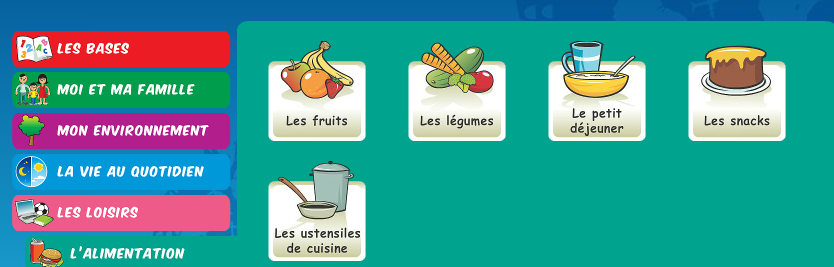 LES BASES
MOI ET MA FAMILLE
MON ENVIRONNEMENT
LA VIE AU QUOTIDIEN
LES LOISIRS
L'ALIMENTATION
Les fruits
Les légumes
Le petit
déjeuner
Les snacks
Les ustensiles
de cuisine